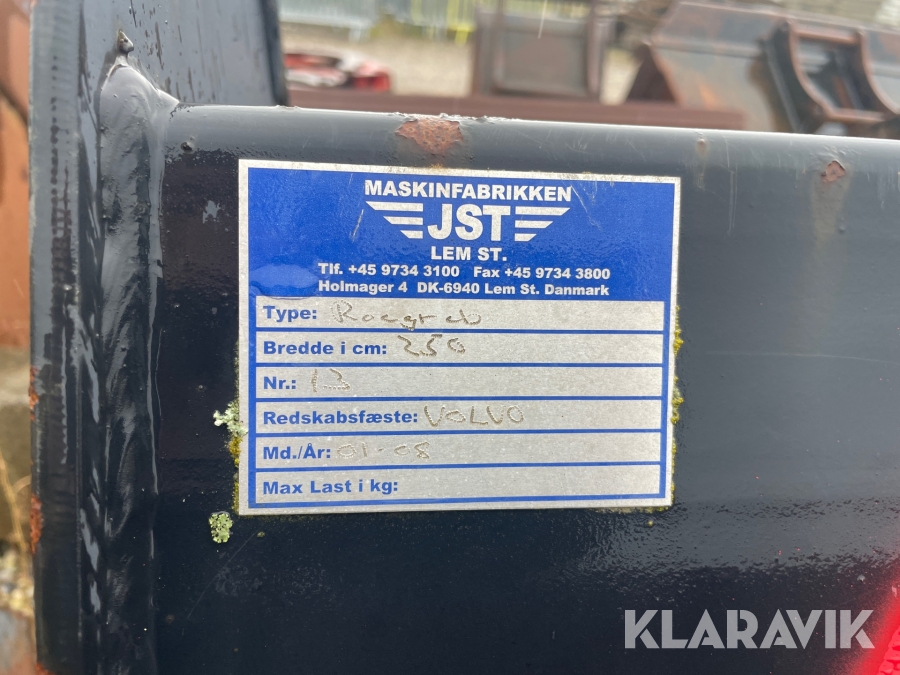 MASKINFABRIKKEN
JST
LEM ST.
Tlf. +45 9734 3100 Fax +45 9734 3800
Holmager 4 DK-6940 Lem St. Danmark
Type: Roegreb
Bredde i cm: 250
Nr.: 13
Redskabsfæste: VOLVO
Md./År: 01-08
Max Last i kg:
KLARAVIK